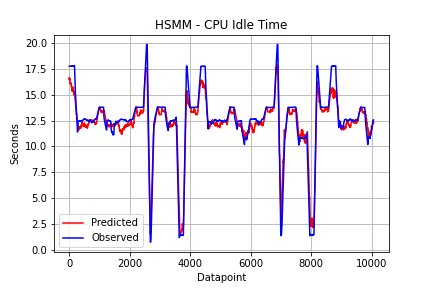 HSMM - CPU Idle Time
20.0
17.5
15.0
12.5
10.0
7.5
5.0
2.5
0.0
Seconds
Predicted
Observed
0 2000 4000 6000 8000 10000
Datapoint